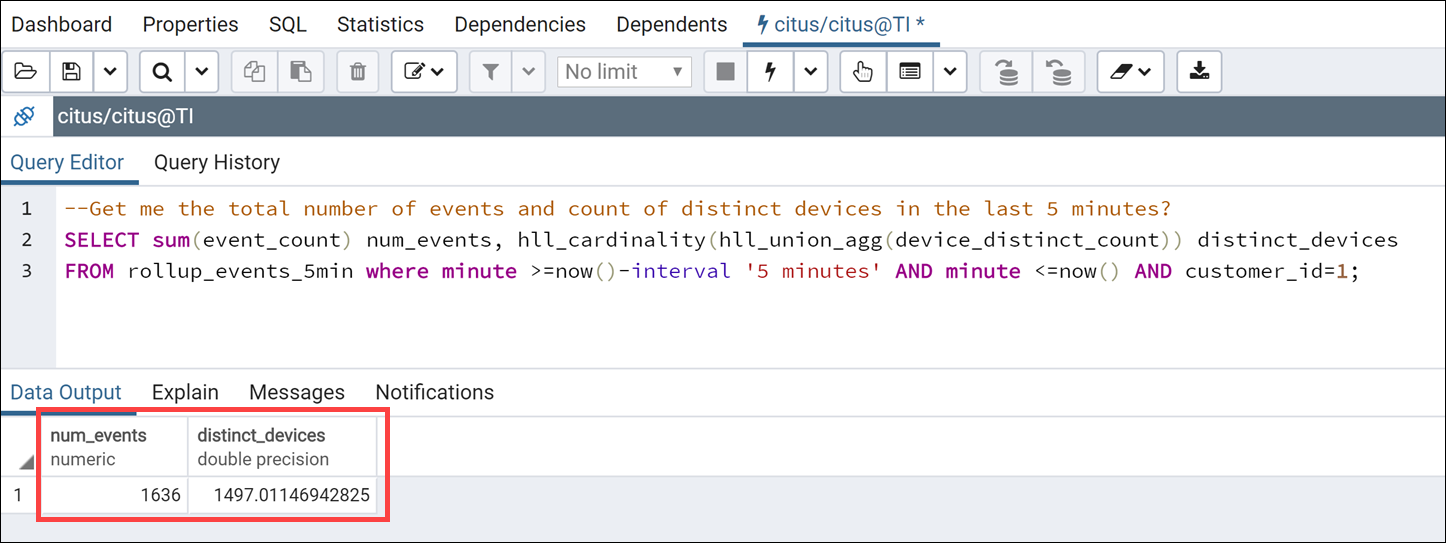 Dashboard Properties SQL Statistics Dependencies Dependents citus/citus@TI *
No limit
citus/citus@TI
Query Editor Query History
1 --Get me the total number of events and count of distinct devices in the last 5 minutes?
2 SELECT sum(event_count) num_events, hll_cardinality(hll_union_agg(device_distinct_count)) distinct_devices
3 FROM rollup_events_5min where minute >=now()-interval '5 minutes' AND minute <=now() AND customer_id=1;
Data Output Explain Messages Notifications
num_events distinct_devices
numeric double precision
1 1636 1497.01146942825